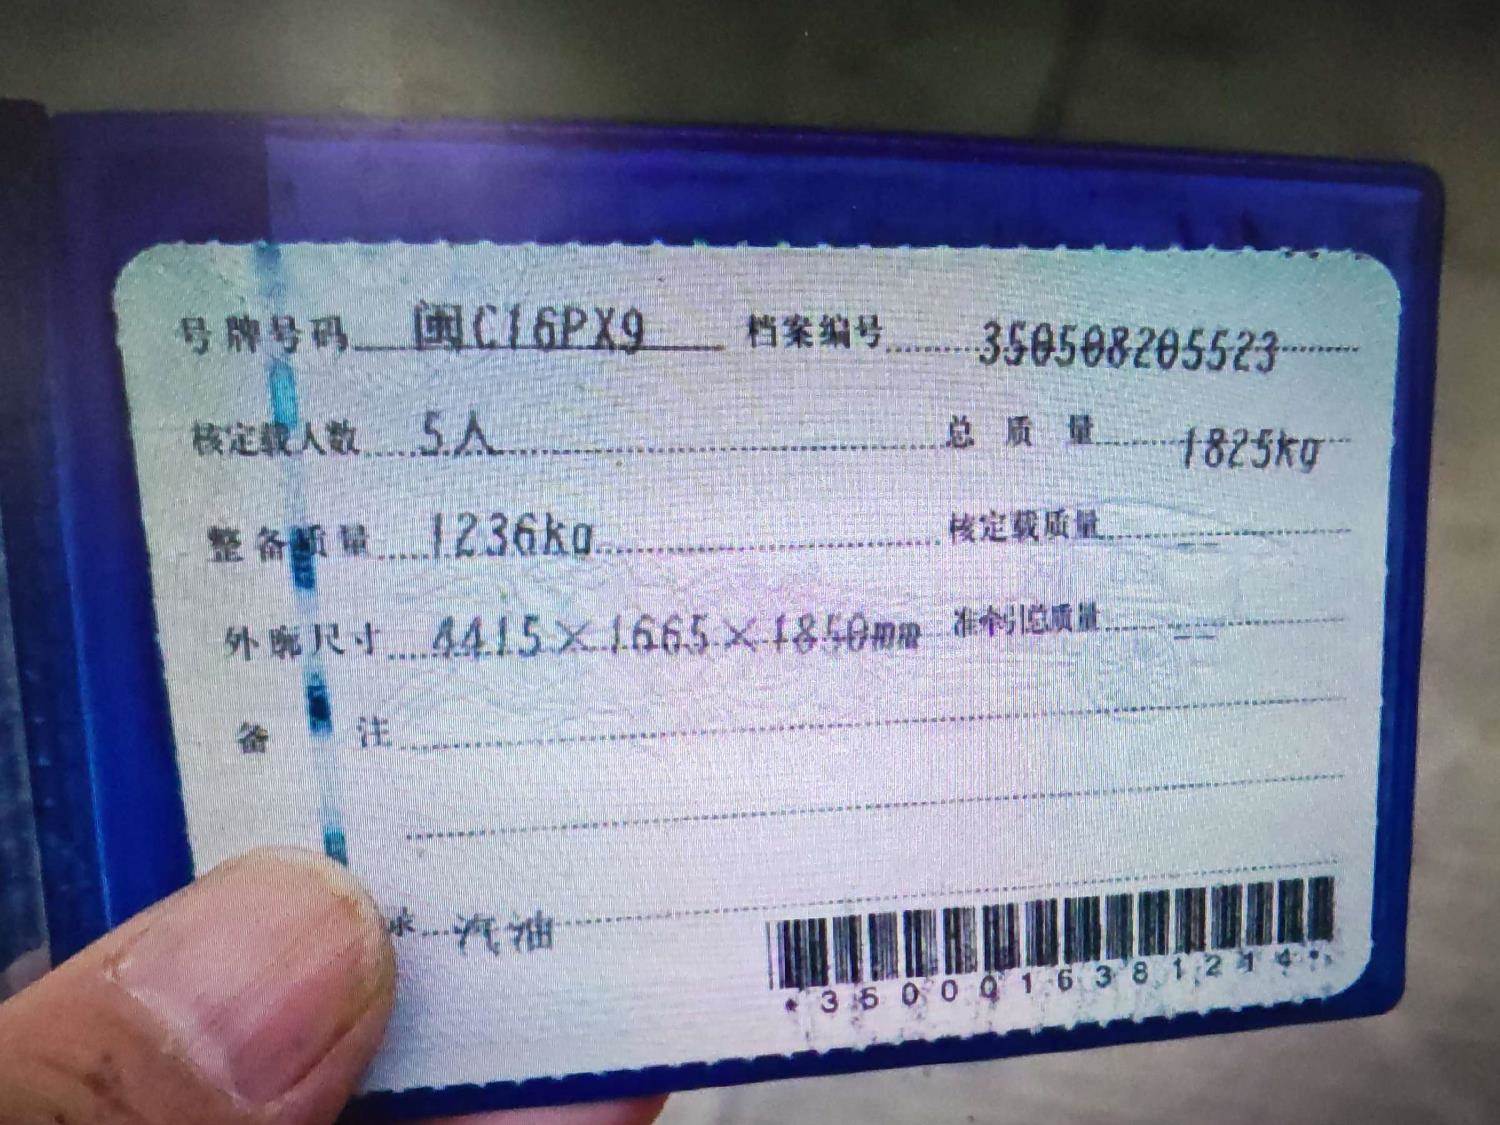 号牌号码 闽C16PX9 档案编号 350508205523
核定载人数 5人 总质量 1825kg
整备质量 1236kg 核定载质量 --
外廓尺寸 4415×1665×1850mm 准牵引总质量 --
备注
汽油
*3500016381214*